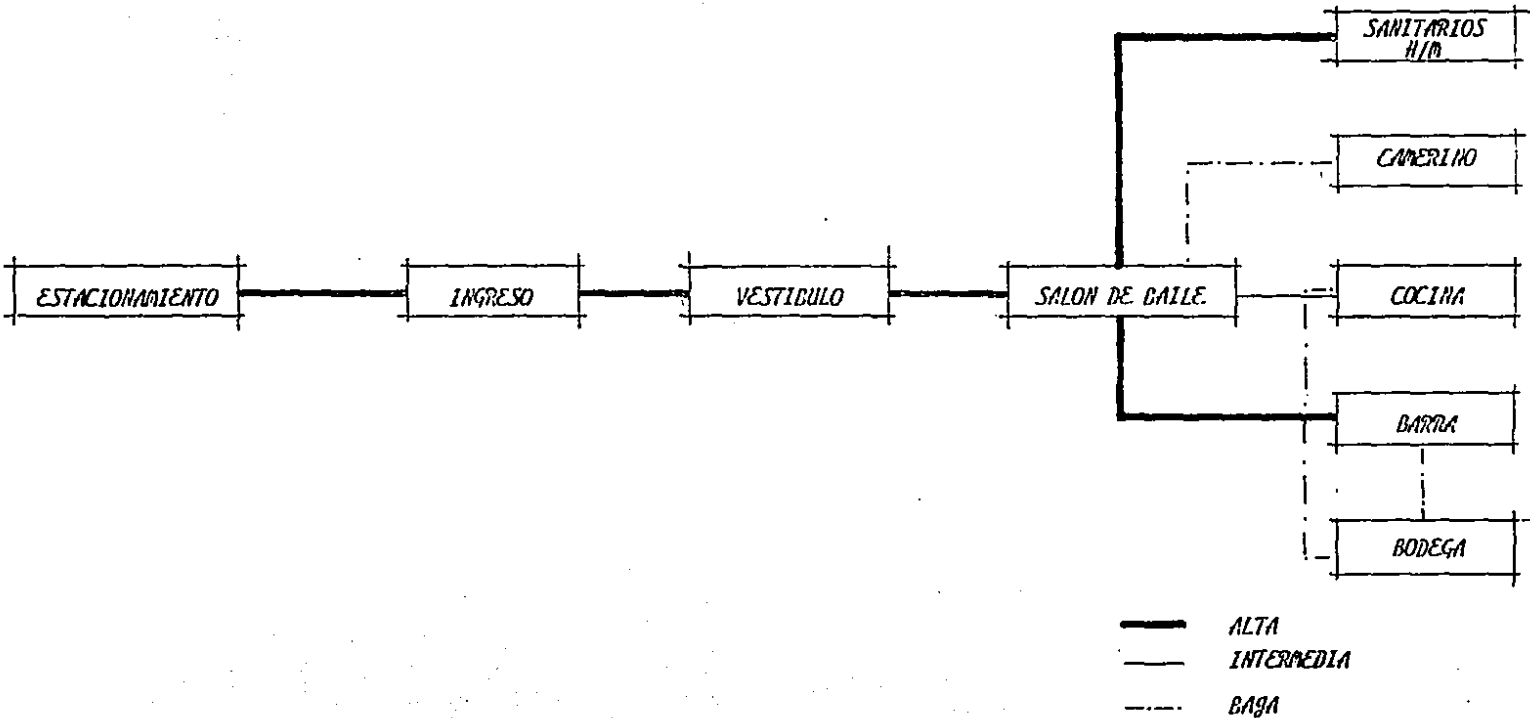 SANITARIOS
H/M
CAMERINO
ESTACIONAMIENTO
INGRESO
VESTIBULO
SALON DE BAILE
COCINA
BARRA
BODEGA
ALTA
INTERMEDIA
BAJA